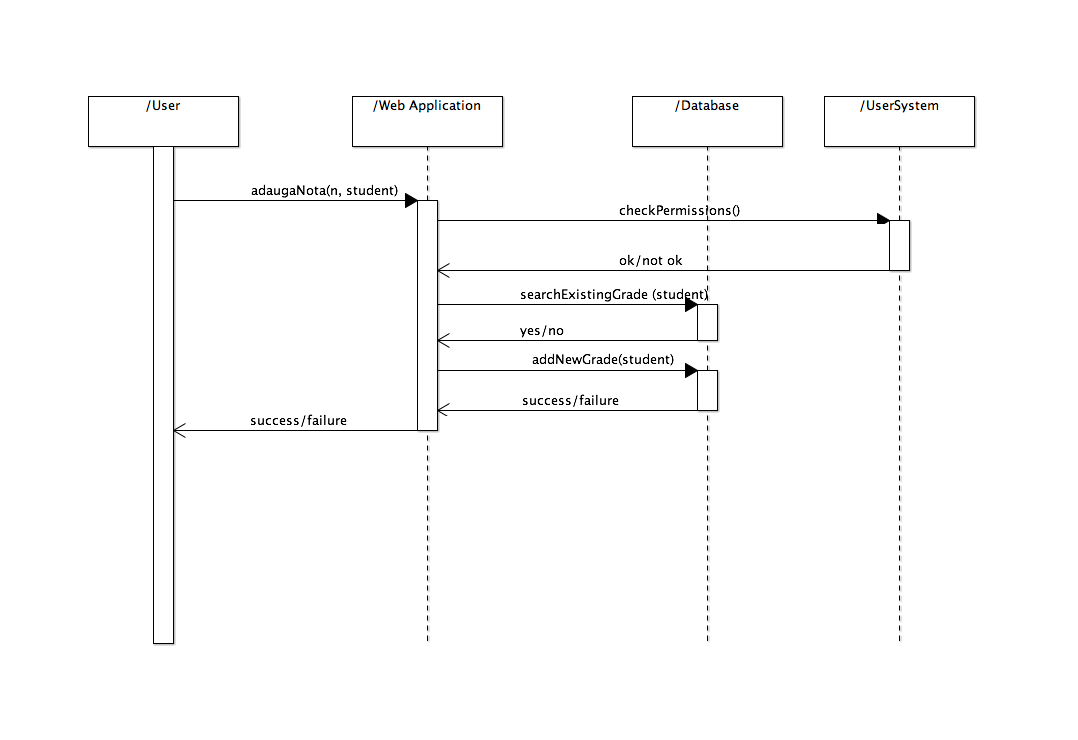 /User
/Web Application
/Database
/UserSystem
adaugaNota(n, student)
checkPermissions()
ok/not ok
searchExistingGrade (student)
yes/no
addNewGrade(student)
success/failure
success/failure